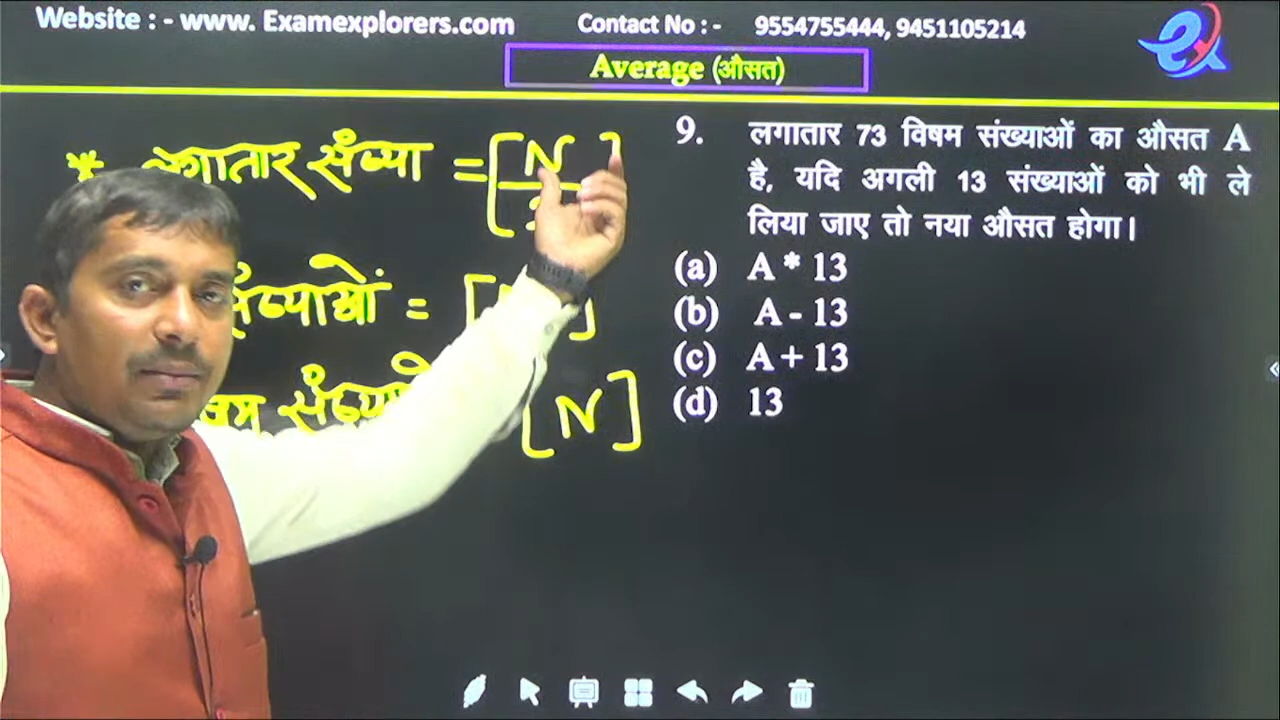 Website : - www. Examexplorers.com Contact No : - 9554755444, 9451105214
Average (औसत)
* लगातार संख्या = [N
संख्याओं = [
संख्या [N]
9. लगातार 73 विषम संख्याओं का औसत A
है, यदि अगली 13 संख्याओं को भी ले
लिया जाए तो नया औसत होगा।
(a) A * 13
(b) A - 13
(c) A + 13
(d) 13